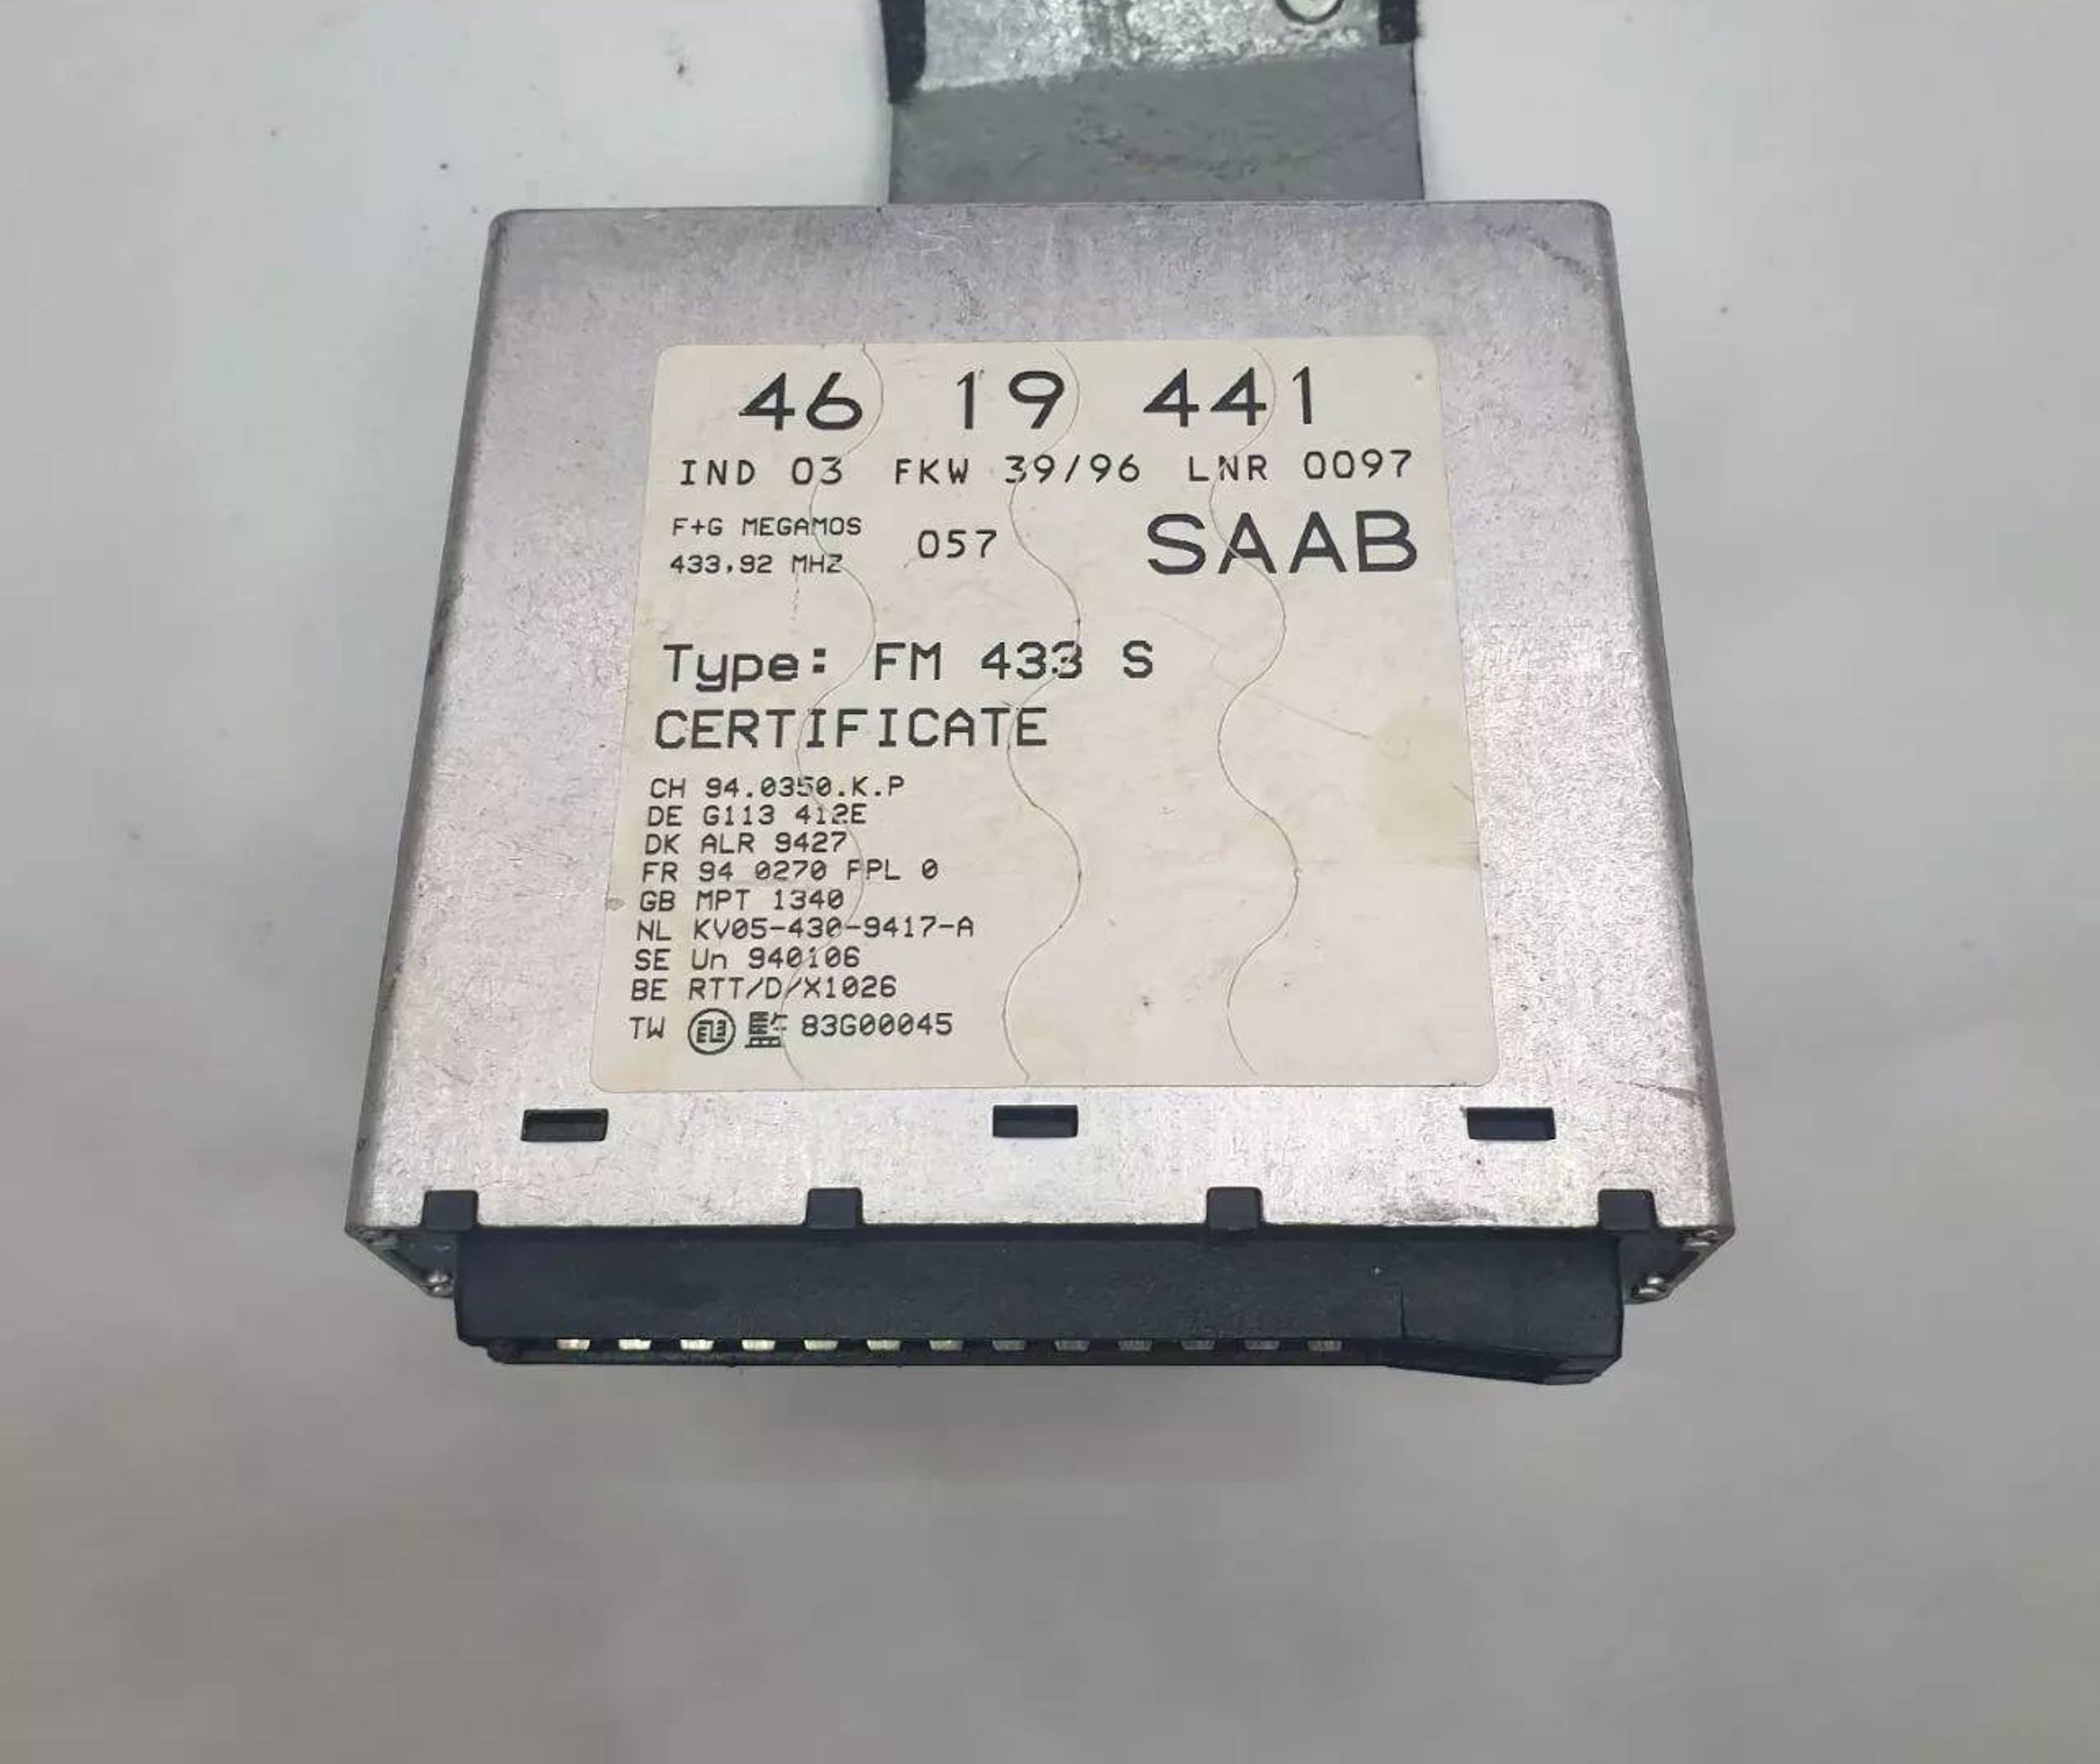 46 19 441
IND 03 FKW 39/96 LNR 0097
F+G MEGAMOS
433,92 MHZ
057
SAAB
Type: FM 433 S
CERTIFICATE
CH 94.0350.K.P
DE G113 412E
DK ALR 9427
FR 94 0270 PPL 0
GB MPT 1340
NL KV05-430-9417-A
SE Un 940106
BE RTT/D/X1026
TW 監 83G00045